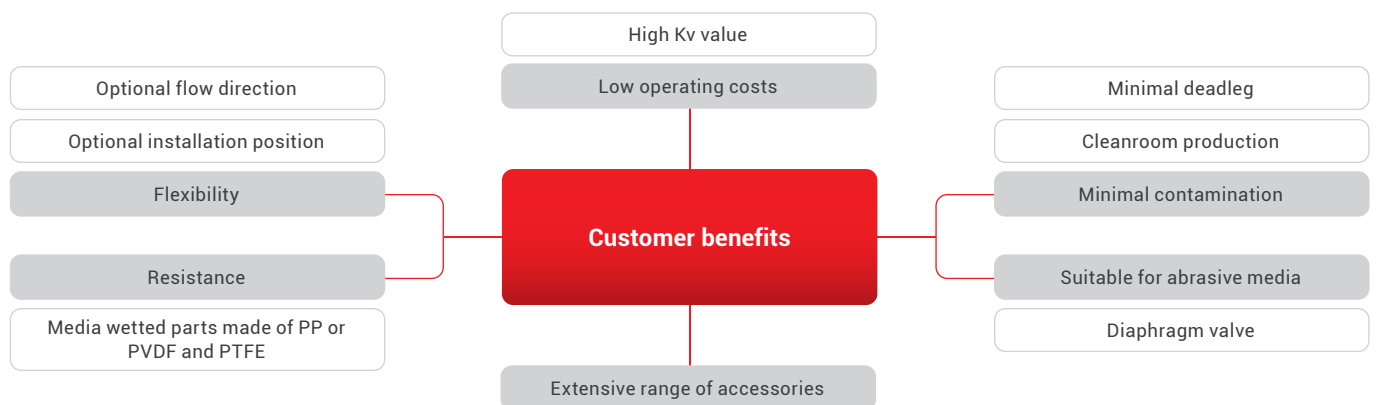 High Kv value
Low operating costs
Optional flow direction
Optional installation position
Flexibility
Resistance
Media wetted parts made of PP or
PVDF and PTFE
Customer benefits
Minimal deadleg
Cleanroom production
Minimal contamination
Suitable for abrasive media
Diaphragm valve
Extensive range of accessories